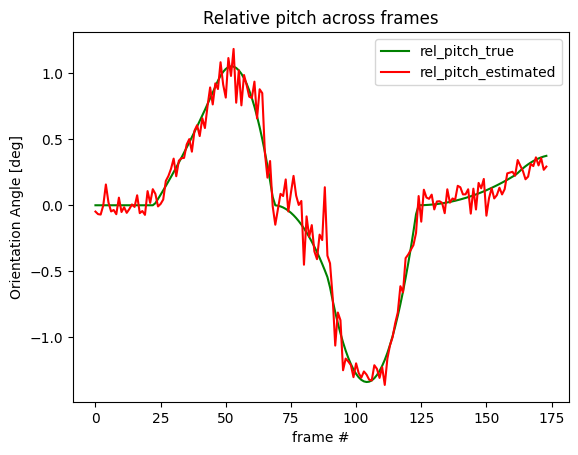 Relative pitch across frames
rel_pitch_true
rel_pitch_estimated
Orientation Angle [deg]
1.0
0.5
0.0
−0.5
−1.0
0 25 50 75 100 125 150 175
frame #